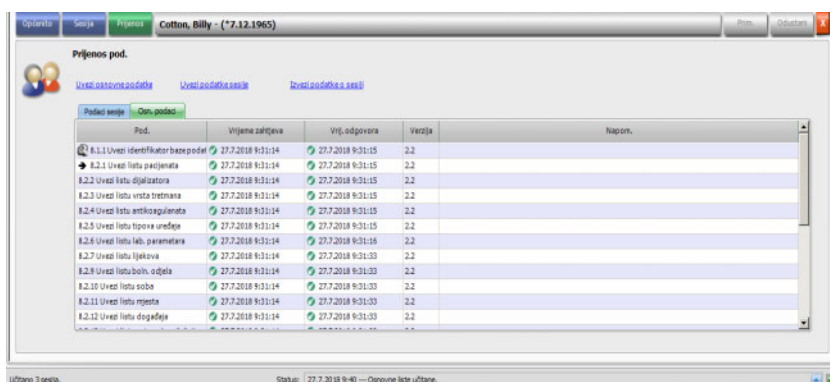 Općenito Sesija Prijenos Cotton, Billy - (*7.12.1965) Prim. Odustani X
Prijenos pod.
Uvezi osnovne podatke Uvezi podatke sesije Izvezi podatke o sesiji
Podaci sesije Osn. podaci
Pod. Vrijeme zahtjeva Vrij. odgovora Verzija Napom.
8.1.1 Uvezi identifikator baze podat 27.7.2018 9:31:14 27.7.2018 9:31:15 2.2
8.2.1 Uvezi listu pacijenata 27.7.2018 9:31:14 27.7.2018 9:31:15 2.2
8.2.2 Uvezi listu dijalizatora 27.7.2018 9:31:14 27.7.2018 9:31:15 2.2
8.2.3 Uvezi listu vrsta tretmana 27.7.2018 9:31:14 27.7.2018 9:31:15 2.2
8.2.4 Uvezi listu antikoagulanata 27.7.2018 9:31:14 27.7.2018 9:31:15 2.2
8.2.5 Uvezi listu tipova uređaja 27.7.2018 9:31:14 27.7.2018 9:31:15 2.2
8.2.6 Uvezi listu lab. parametara 27.7.2018 9:31:14 27.7.2018 9:31:16 2.2
8.2.7 Uvezi listu lijekova 27.7.2018 9:31:14 27.7.2018 9:31:33 2.2
8.2.9 Uvezi listu boln. odjela 27.7.2018 9:31:14 27.7.2018 9:31:33 2.2
8.2.10 Uvezi listu soba 27.7.2018 9:31:14 27.7.2018 9:31:33 2.2
8.2.11 Uvezi listu mjesta 27.7.2018 9:31:14 27.7.2018 9:31:33 2.2
8.2.12 Uvezi listu događaja 27.7.2018 9:31:14 27.7.2018 9:31:33 2.2
Učitano 3 sesija. Status: 27.7.2018 9:40 --- Osnovne liste učitane.